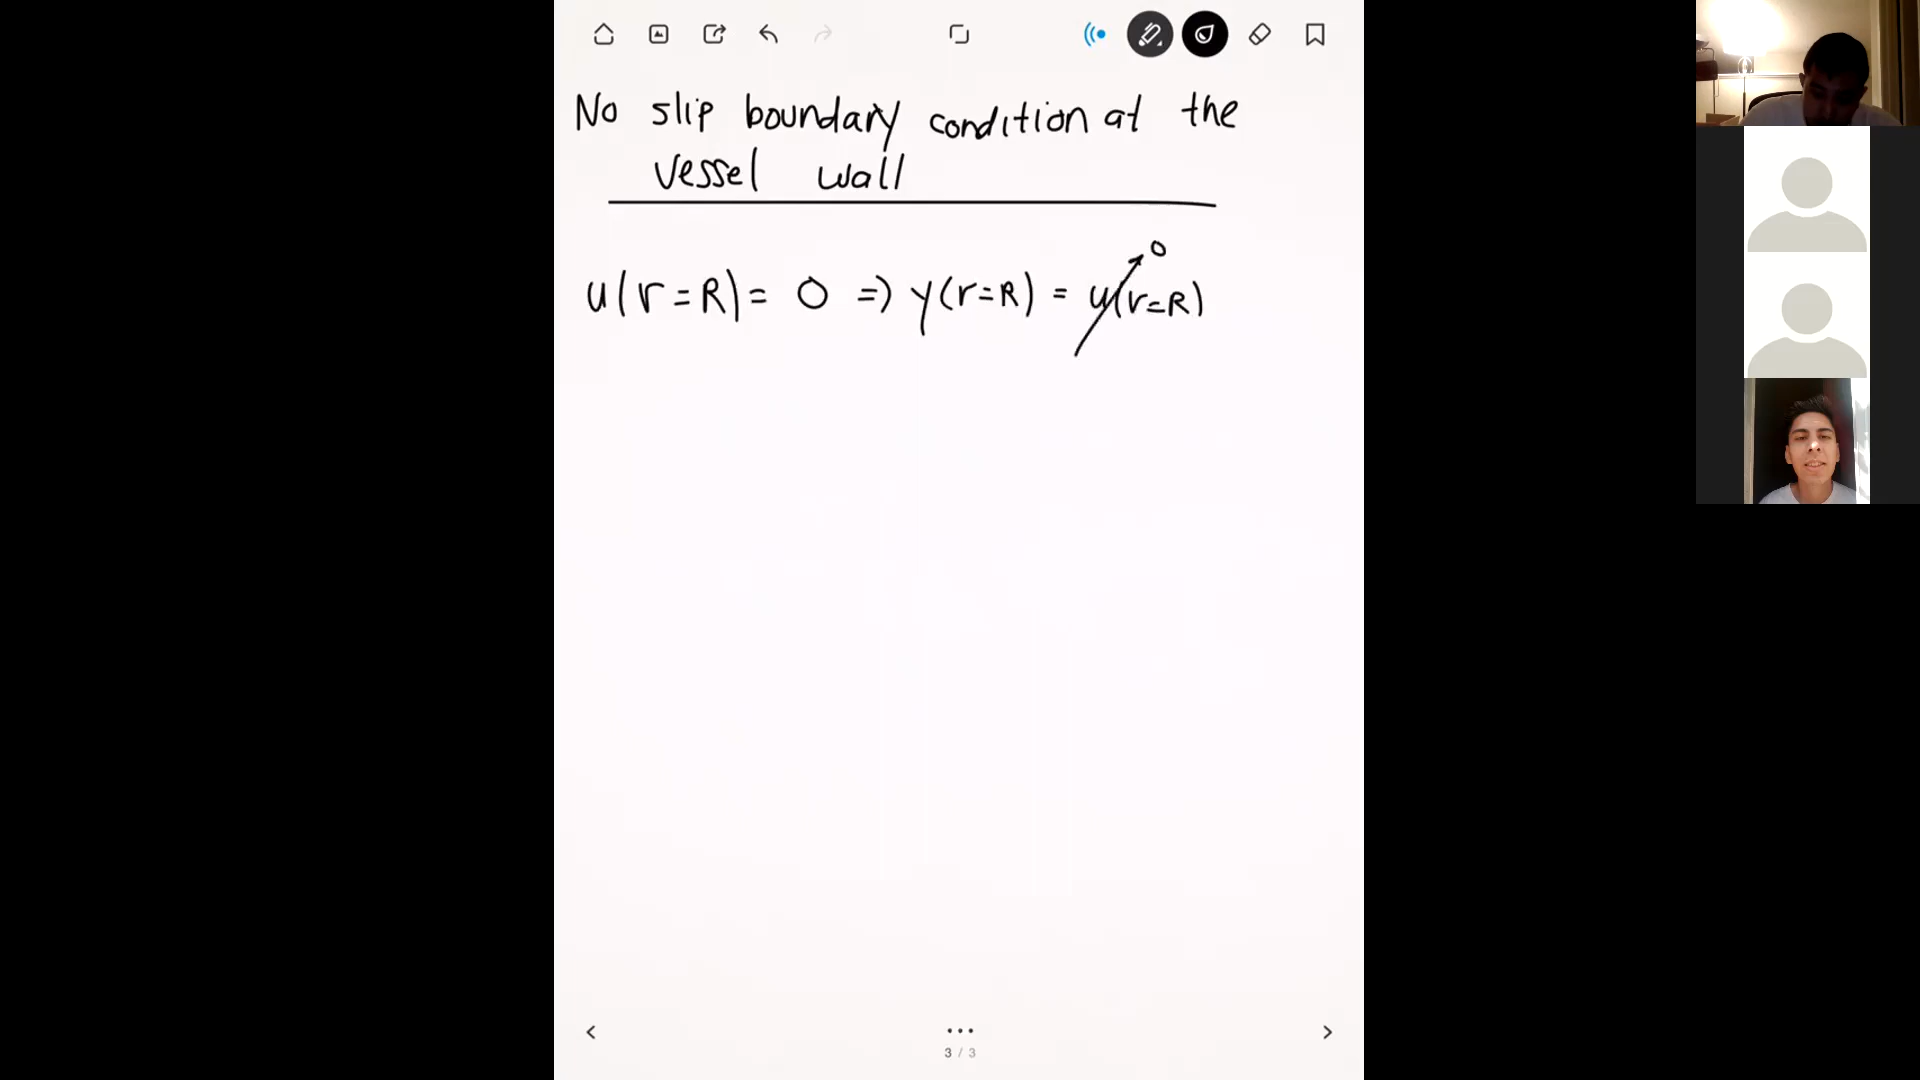 No slip boundary condition at the
vessel wall
0
u(r=R)= 0 => y(r=R) = u(r=R)
3 / 3